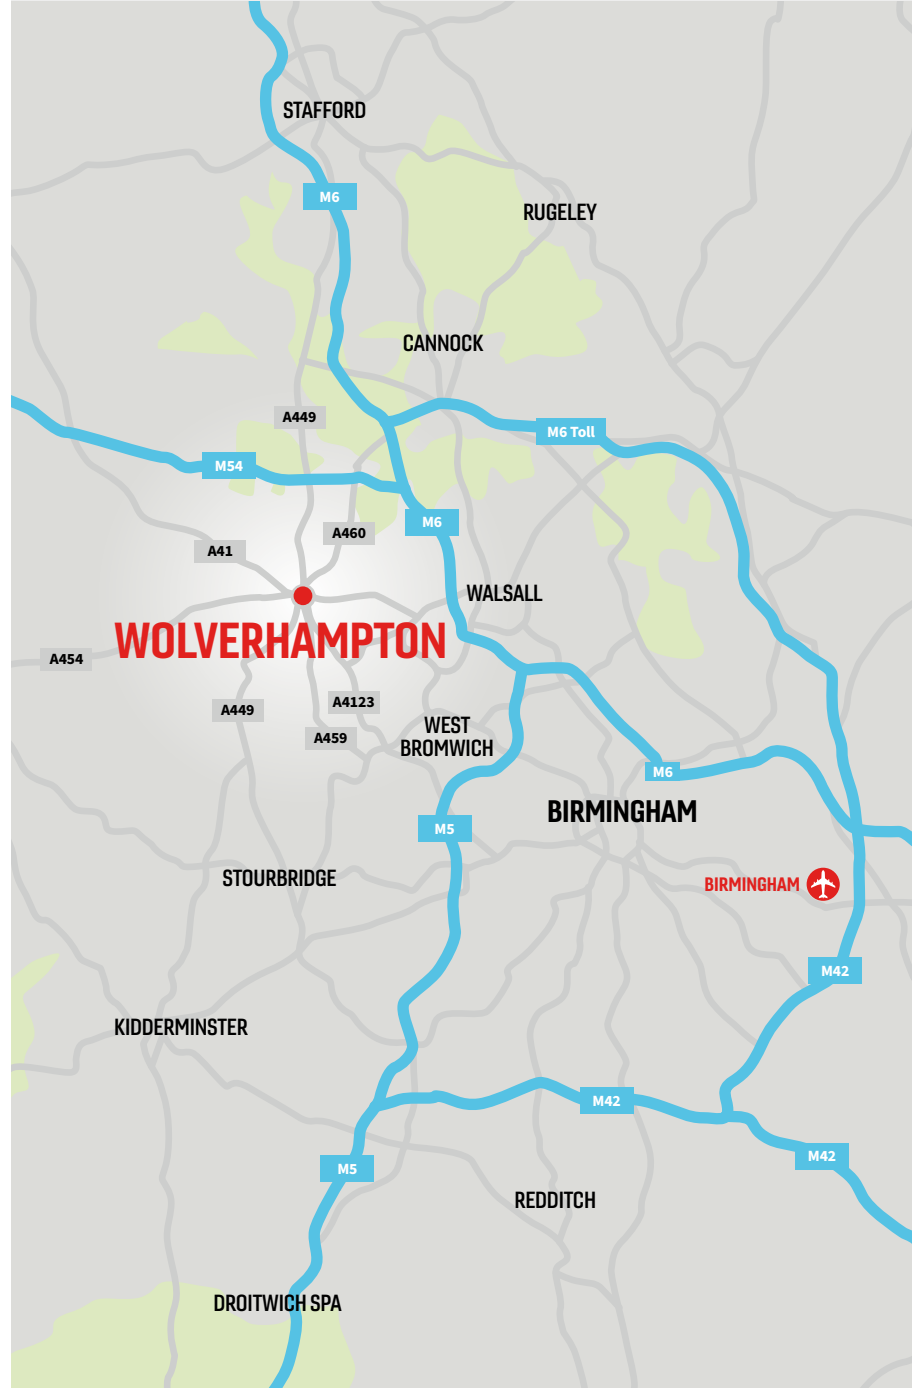 STAFFORD
M6
RUGELEY
CANNOCK
A449
M6 Toll
M54
M6
A460
A41
WALSALL
WOLVERHAMPTON
A454
A4123
A449
WEST
BROMWICH
A459
M6
BIRMINGHAM
M5
STOURBRIDGE
BIRMINGHAM
M42
KIDDERMINSTER
M42
M42
M5
REDDITCH
DROITWICH SPA